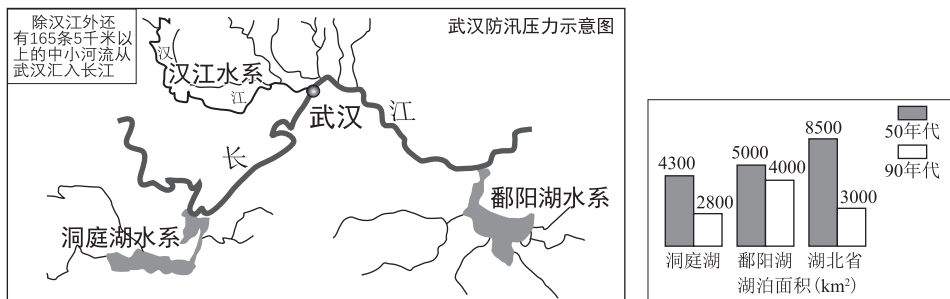 除汉江外还
有165条5千米以
上的中小河流从
武汉汇入长江
武汉防汛压力示意图
汉
汉江水系
江
武汉
江
长
鄱阳湖水系
洞庭湖水系
50年代
90年代
8500
5000
4300
4000
3000
2800
洞庭湖 鄱阳湖 湖北省
湖泊面积(km²)